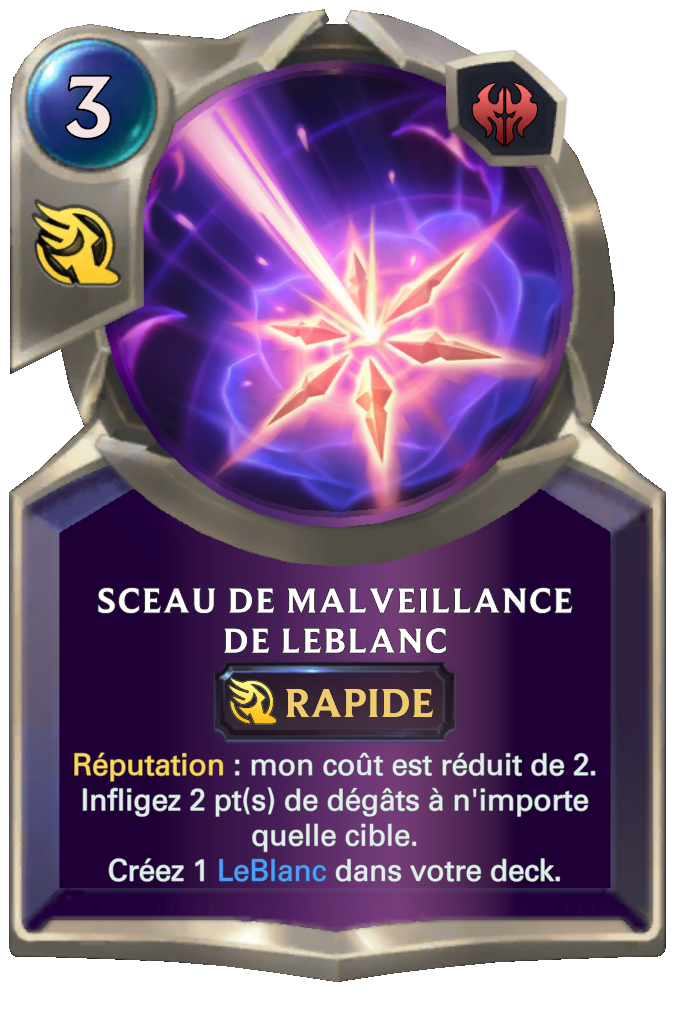 3
SCEAU DE MALVEILLANCE
DE LEBLANC
RAPIDE
Réputation : mon coût est réduit de 2.
Infligez 2 pt(s) de dégâts à n'importe
quelle cible.
Créez 1 LeBlanc dans votre deck.